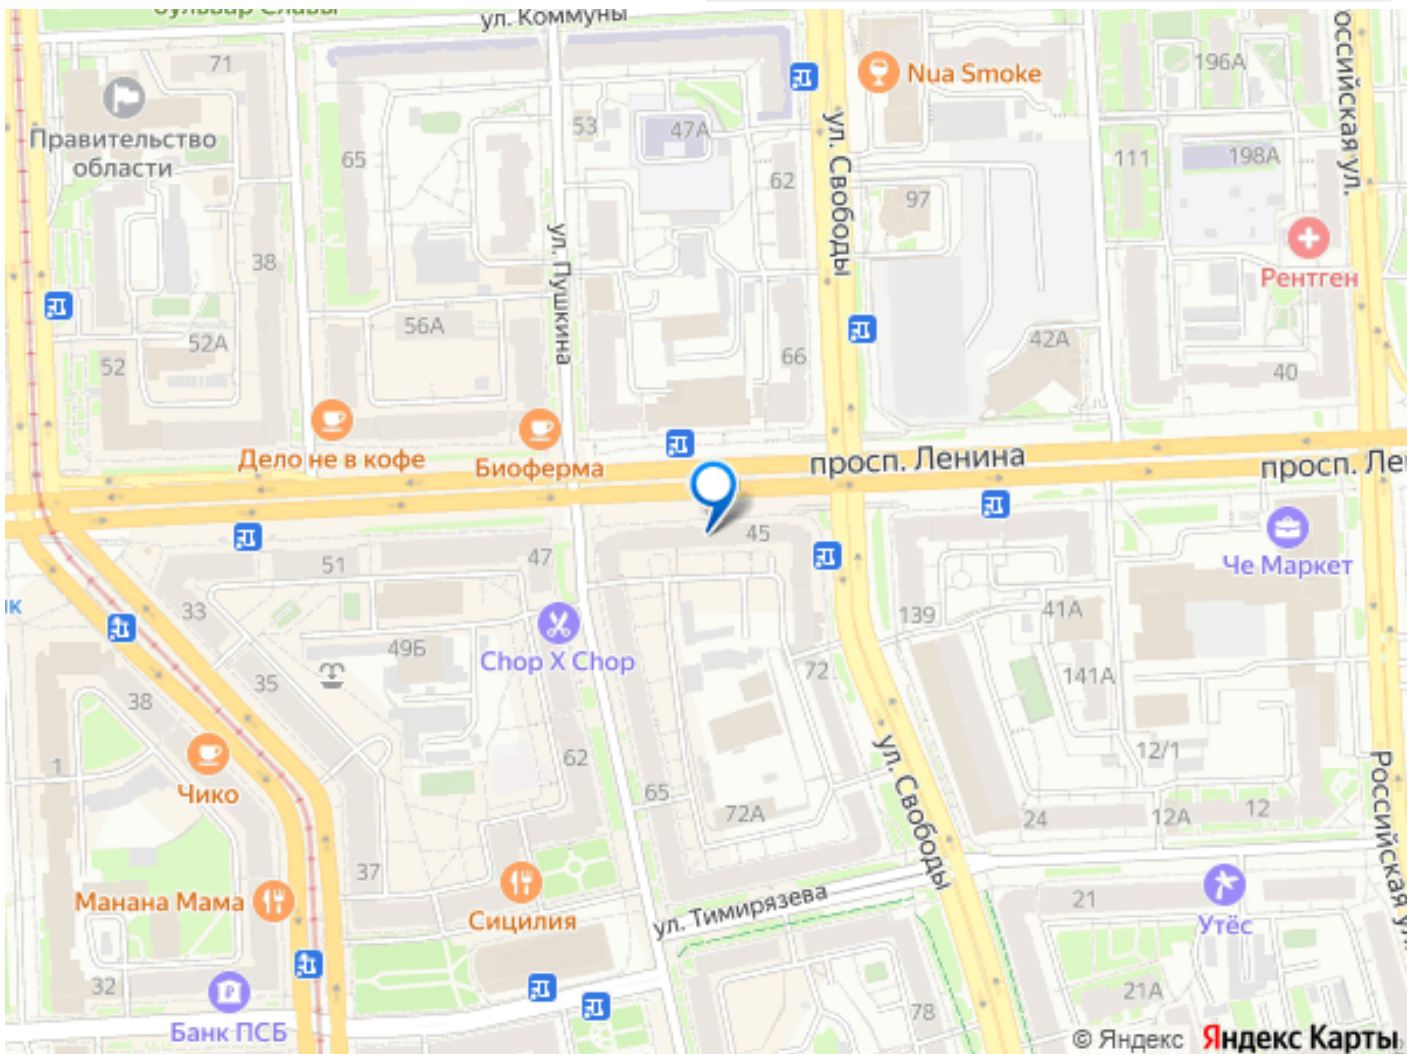 бульвар Славы
ул. Коммуны
71
Правительство
области
65
53
47А
62
Nua Smoke
ул. Свободы
97
196А
111
198А
Российская ул.
Рентген
38
ул. Пушкина
56А
52А
52
66
42А
40
Дело не в кофе
Биоферма
просп. Ленина
просп. Ле
45
51
47
33
Че Маркет
139
41А
Chop X Chop
49Б
35
38
72
141А
62
12/1
1
Чико
65
72А
ул. Свободы
24
12А
12
Российская ул.
37
Манана Мама
Сицилия
ул. Тимирязева
21
Утёс
32
Банк ПСБ
78
21А
© Яндекс Яндекс Карты